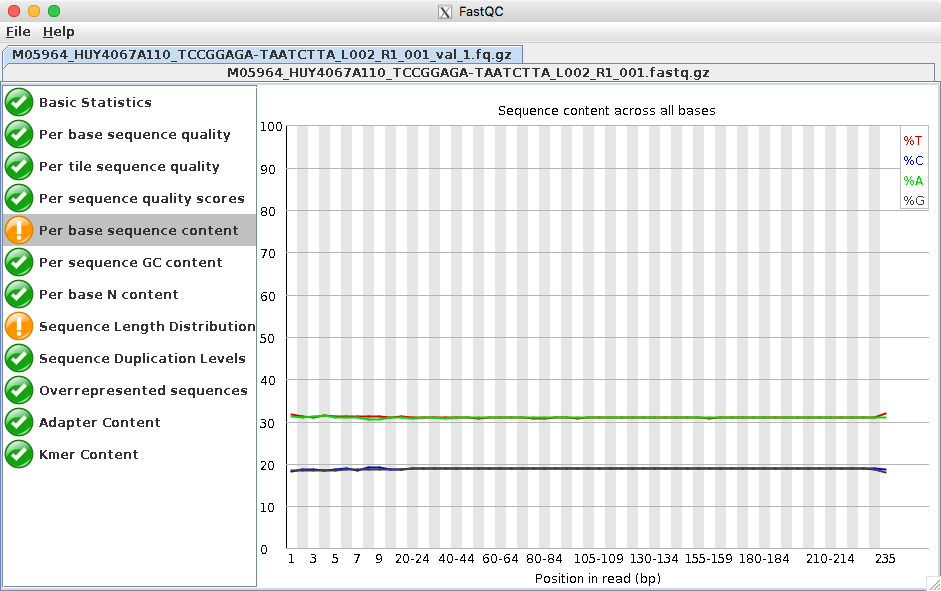 FastQC
File Help
M05964_HUY4067A110_TCCGGAGA-TAATCTTA_L002_R1_001_val_1.fq.gz
M05964_HUY4067A110_TCCGGAGA-TAATCTTA_L002_R1_001.fastq.gz
Basic Statistics
Per base sequence quality
Per tile sequence quality
Per sequence quality scores
Per base sequence content
Per sequence GC content
Per base N content
Sequence Length Distribution
Sequence Duplication Levels
Overrepresented sequences
Adapter Content
Kmer Content
Sequence content across all bases
100
90
80
70
60
50
40
30
20
10
0
%T
%C
%A
%G
1 3 5 7 9 20-24 40-44 60-64 80-84 105-109 130-134 155-159 180-184 210-214 235
Position in read (bp)